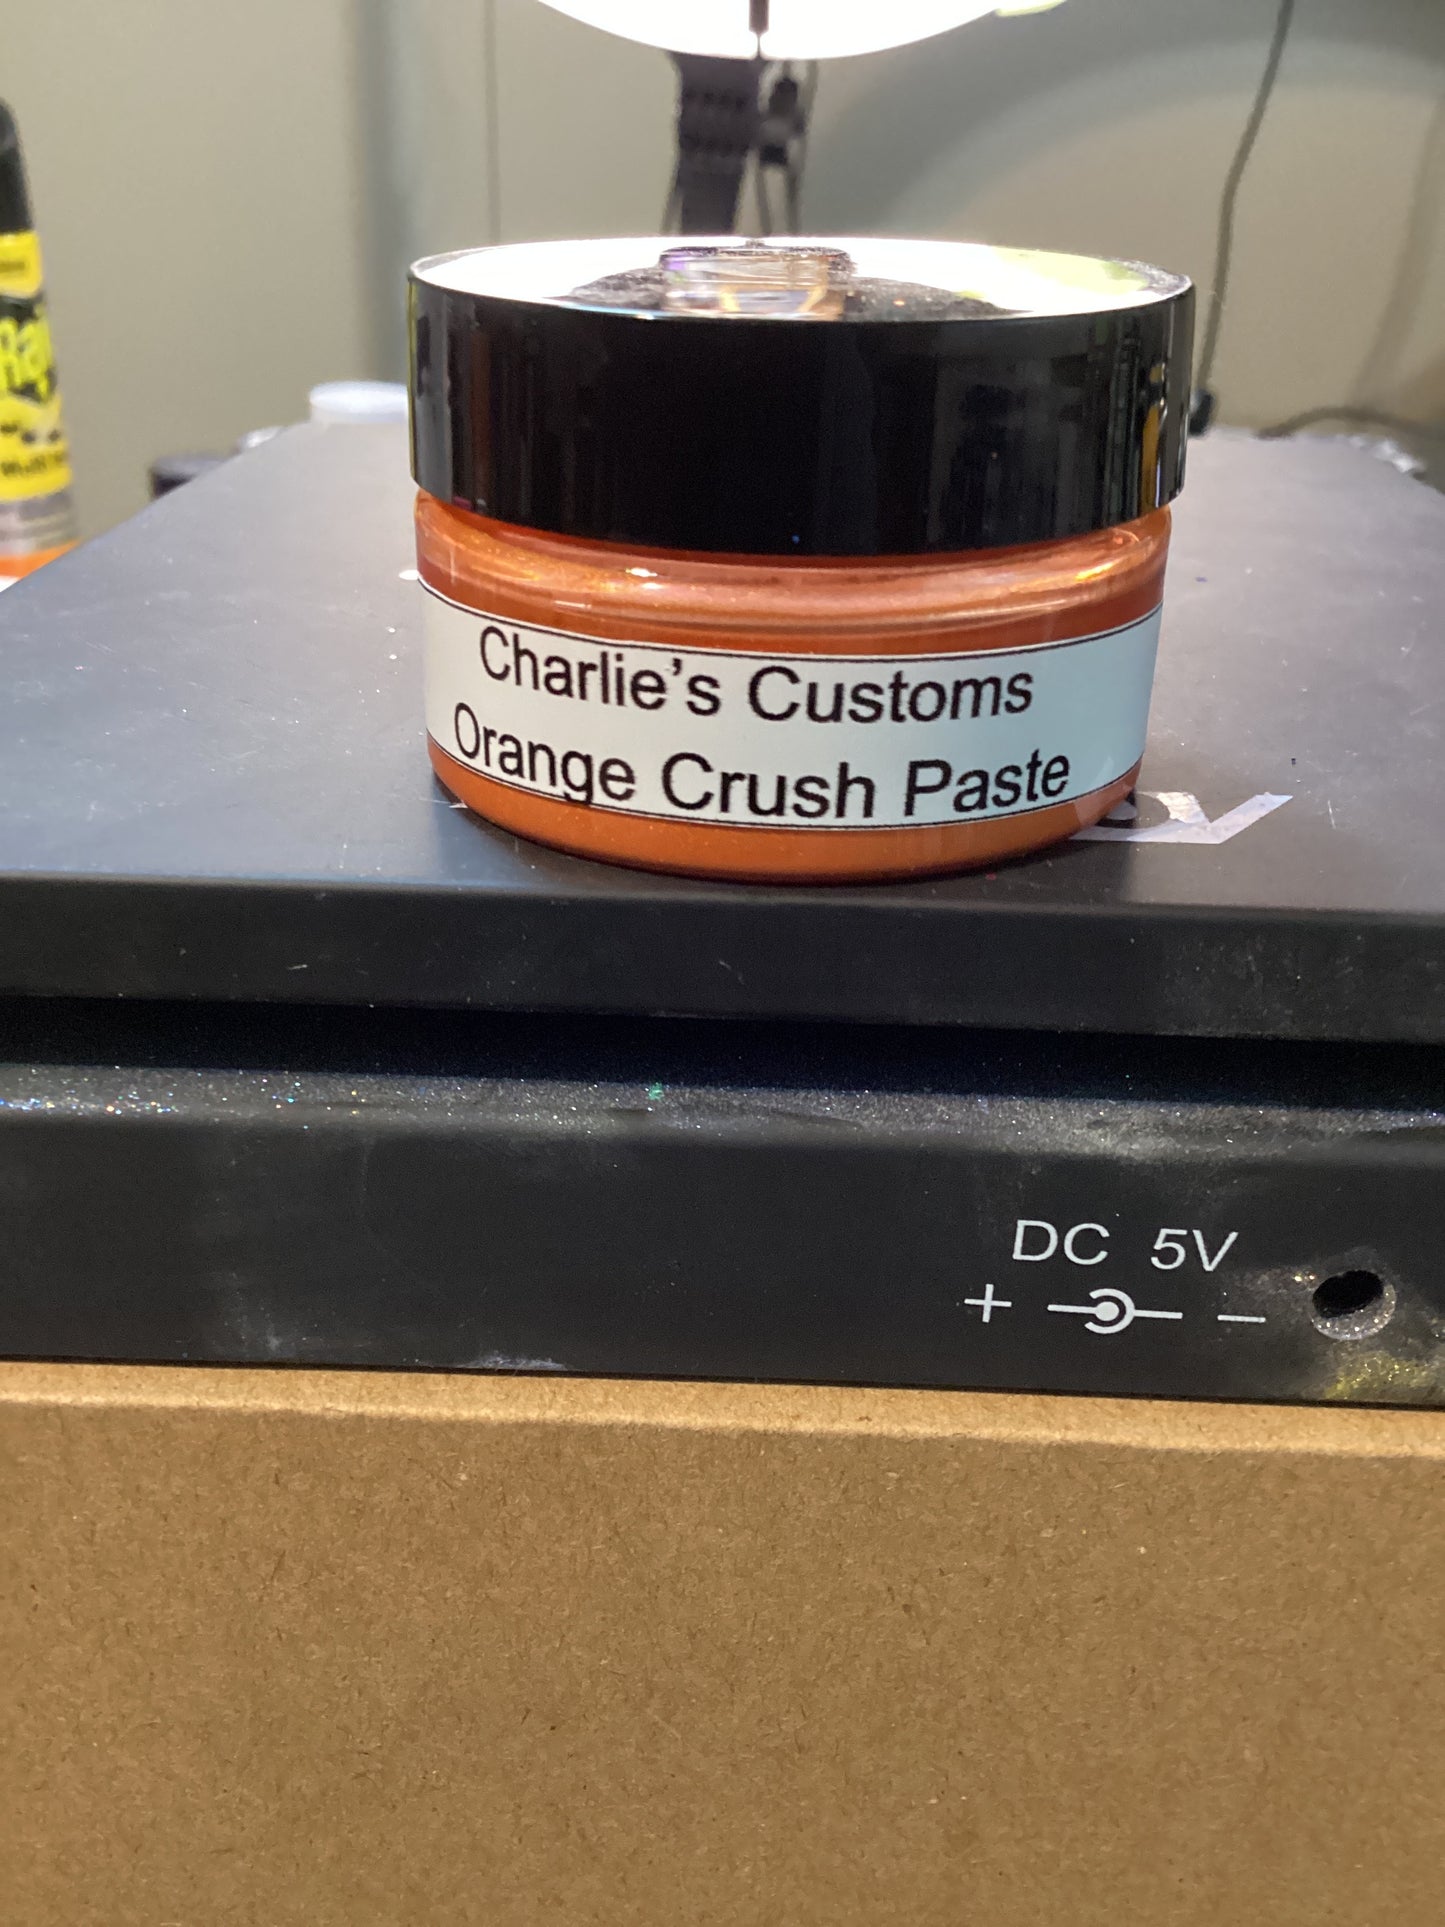 Charlie's Customs
Orange Crush Paste
DC 5V
+ -